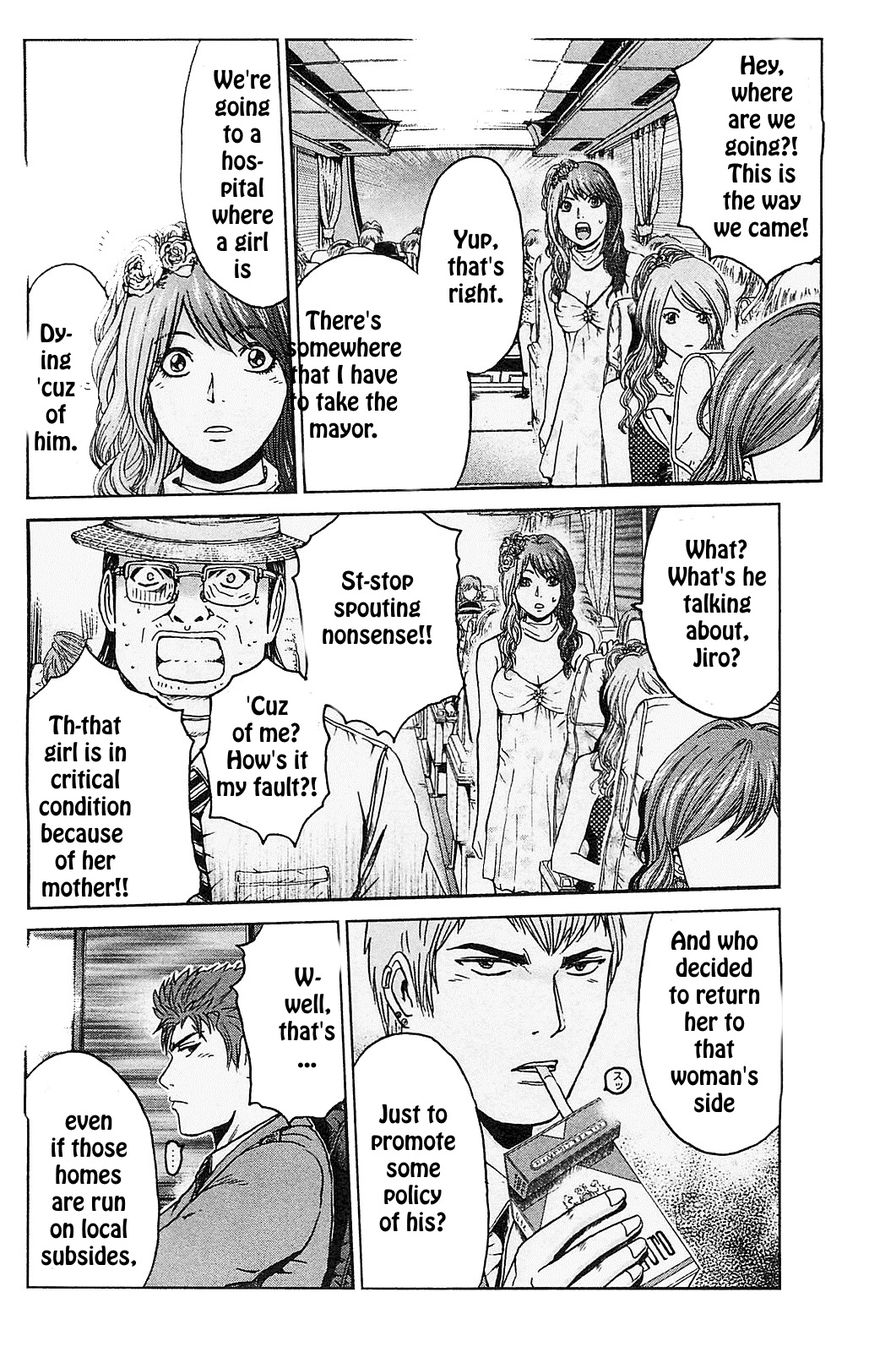 Hey,
where
are we
going?!
This is
the way
we came!
Yup,
that's
right.
There's
somewhere
that I have
to take the
mayor.
We're
going
to a
hos-
pital
where
a girl
is
Dy-
ing
'cuz
of
him.
What?
What's he
talking
about,
Jiro?
St-stop
spouting
nonsense!!
'Cuz
of me?
How's it
my fault?!
Th-that
girl is in
critical
condition
because
of her
mother!!
And who
decided
to return
her to
that
woman's
side
スッ
Just to
promote
some
policy
of his?
W-
well,
that's
...
even
if those
homes
are run
on local
subsides,